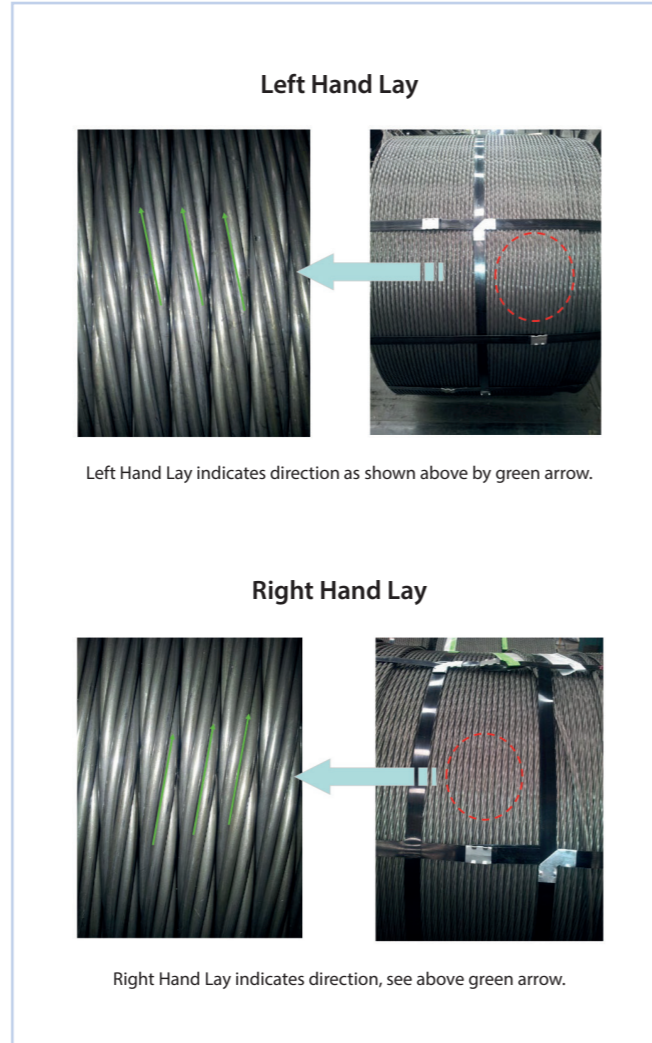 Left Hand Lay
Left Hand Lay indicates direction as shown above by green arrow.
Right Hand Lay
Right Hand Lay indicates direction, see above green arrow.